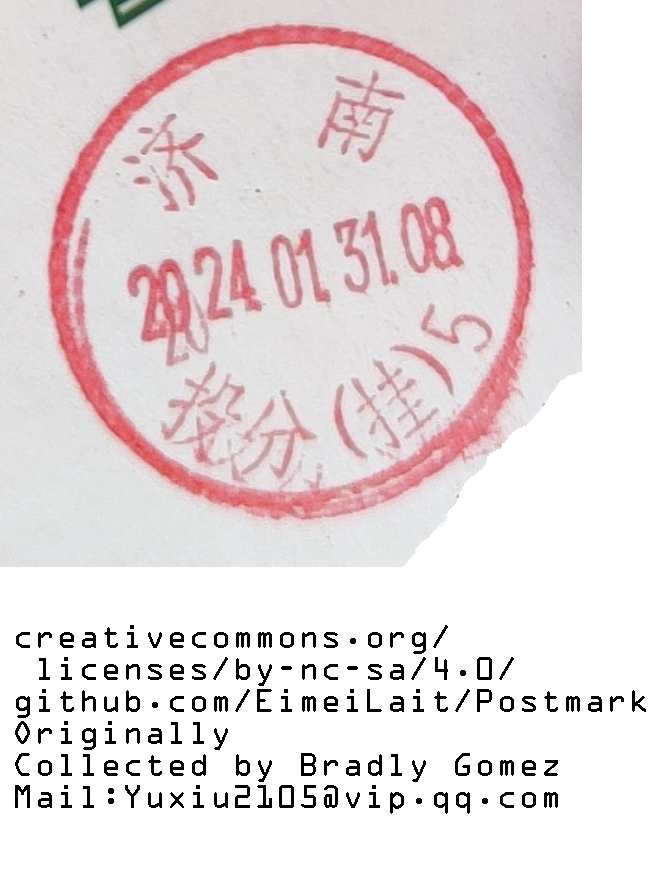 济南
2024.01.31.08
投分(挂)5
creativecommons.org/
licenses/by-nc-sa/4.0/
github.com/EimeiLait/Postmark
Originally
Collected by Bradly Gomez
Mail:Yuxiu2105@vip.qq.com